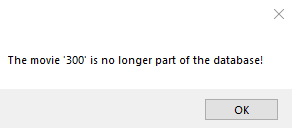 The movie '300' is no longer part of the database!
OK